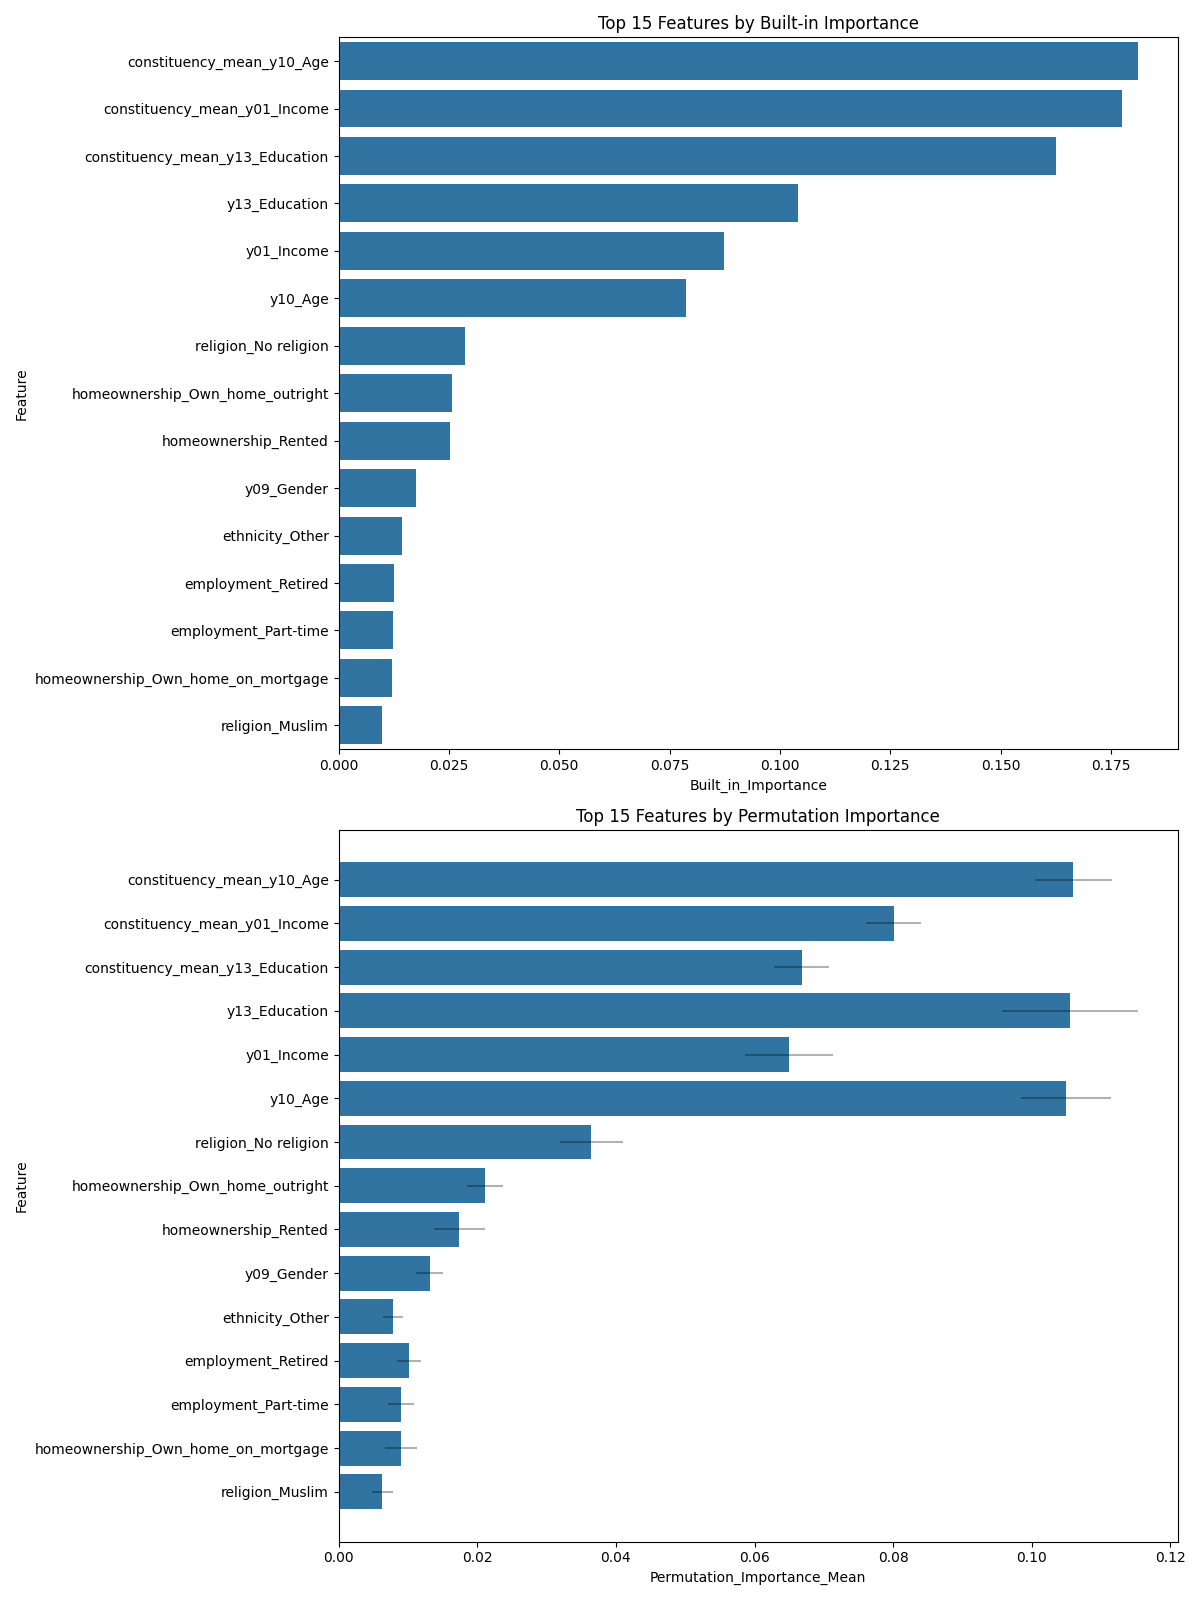 Top 15 Features by Built-in Importance
constituency_mean_y10_Age
constituency_mean_y01_Income
constituency_mean_y13_Education
y13_Education
y01_Income
y10_Age
religion_No religion
homeownership_Own_home_outright
homeownership_Rented
y09_Gender
ethnicity_Other
employment_Retired
employment_Part-time
homeownership_Own_home_on_mortgage
religion_Muslim
Feature
0.000 0.025 0.050 0.075 0.100 0.125 0.150 0.175
Built_in_Importance
Top 15 Features by Permutation Importance
constituency_mean_y10_Age
constituency_mean_y01_Income
constituency_mean_y13_Education
y13_Education
y01_Income
y10_Age
religion_No religion
homeownership_Own_home_outright
homeownership_Rented
y09_Gender
ethnicity_Other
employment_Retired
employment_Part-time
homeownership_Own_home_on_mortgage
religion_Muslim
Feature
0.00 0.02 0.04 0.06 0.08 0.10 0.12
Permutation_Importance_Mean